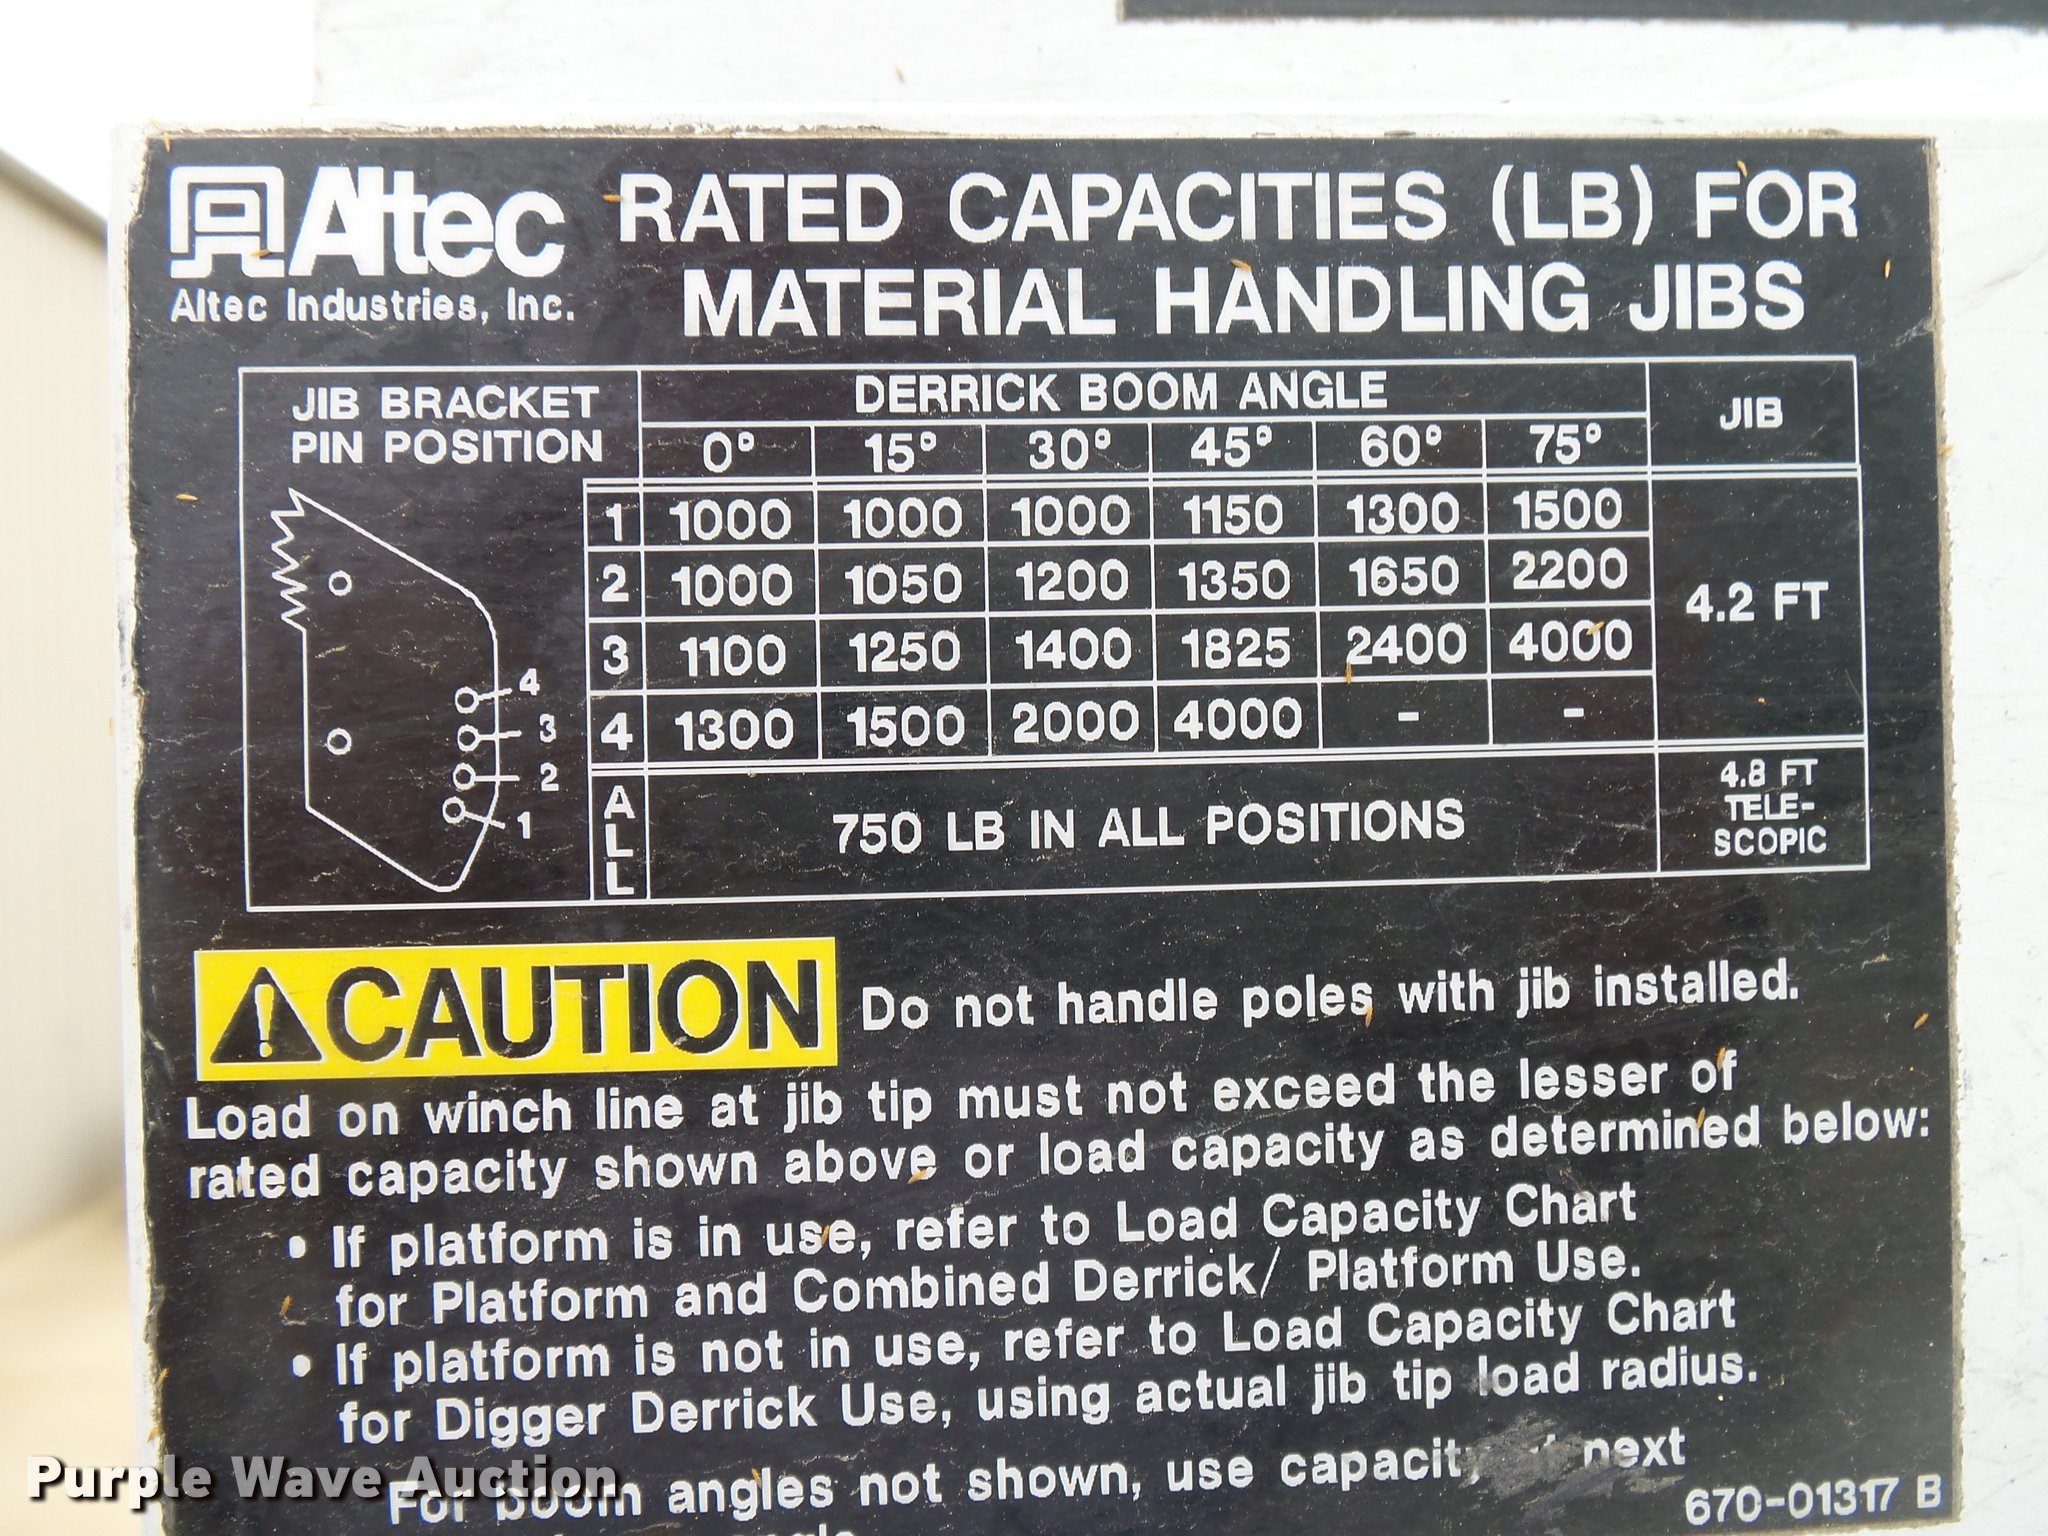 Altec
Altec Industries, Inc.
RATED CAPACITIES (LB) FOR
MATERIAL HANDLING JIBS
JIB BRACKET
PIN POSITION
DERRICK BOOM ANGLE
JIB
0° 15° 30° 45° 60° 75°
1 1000 1000 1000 1150 1300 1500
2 1000 1050 1200 1350 1650 2200
3 1100 1250 1400 1825 2400 4000
4 1300 1500 2000 4000 - -
4.2 FT
4
3
2
1
ALL
750 LB IN ALL POSITIONS
4.8 FT
TELE-
SCOPIC
CAUTION Do not handle poles with jib installed.
Load on winch line at jib tip must not exceed the lesser of
rated capacity shown above or load capacity as determined below:
• If platform is in use, refer to Load Capacity Chart
for Platform and Combined Derrick/ Platform Use.
• If platform is not in use, refer to Load Capacity Chart
for Digger Derrick Use, using actual jib tip load radius.
For boom angles not shown, use capacity at next
angle
670-01317 B
Purple Wave Auction